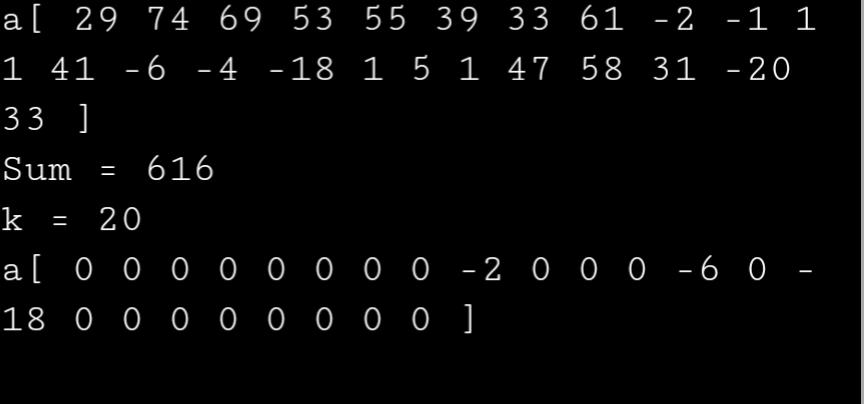 a[ 29 74 69 53 55 39 33 61 -2 -1 1
1 41 -6 -4 -18 1 5 1 47 58 31 -20
33 ]
Sum = 616
k = 20
a[ 0 0 0 0 0 0 0 0 -2 0 0 0 -6 0 -
18 0 0 0 0 0 0 0 0 ]